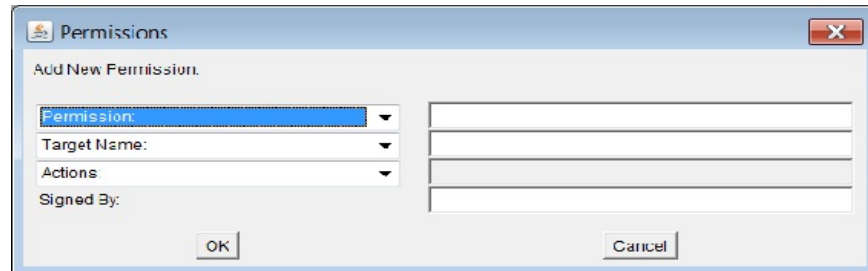 Permissions
Add New Permission:
Permission:
Target Name:
Actions:
Signed By:
OK
Cancel